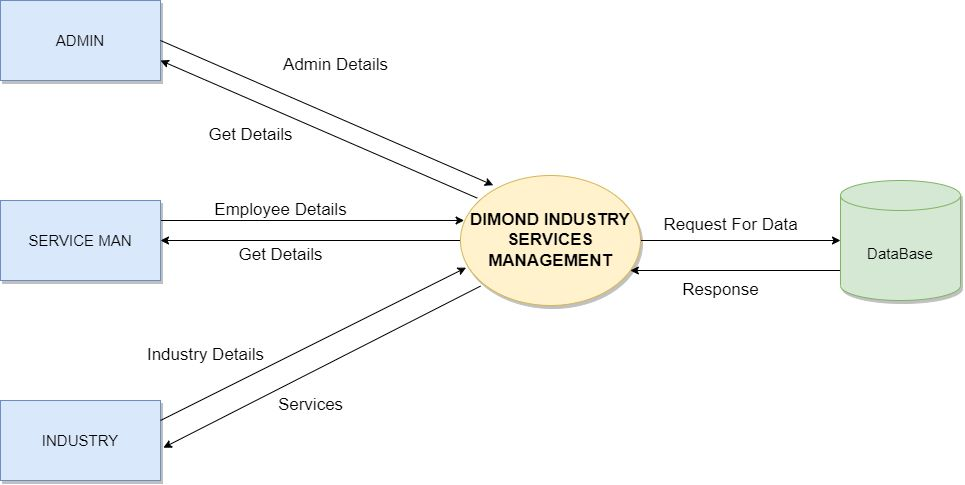 ADMIN
Admin Details
Get Details
SERVICE MAN
Employee Details
Get Details
DIMOND INDUSTRY
SERVICES
MANAGEMENT
Request For Data
Response
DataBase
Industry Details
Services
INDUSTRY